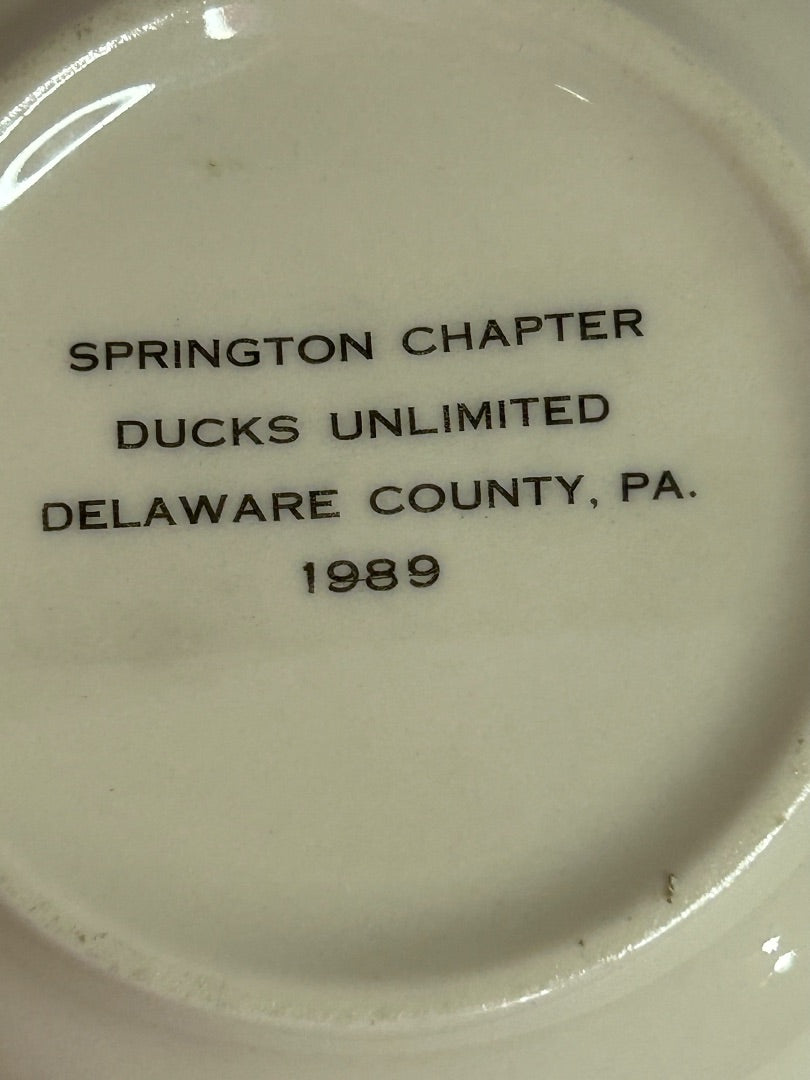 SPRINGTON CHAPTER
DUCKS UNLIMITED
DELAWARE COUNTY, PA.
1989